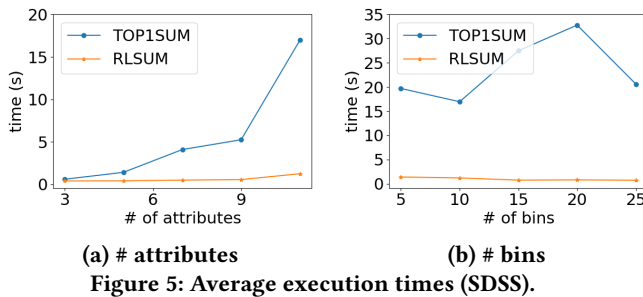 20
15
10
5
0
time (s)
TOP1SUM
RLSUM
3
6
9
# of attributes
(a) # attributes
35
30
25
20
15
10
5
0
time (s)
TOP1SUM
RLSUM
5
10
15
20
25
# of bins
(b) # bins
Figure 5: Average execution times (SDSS).